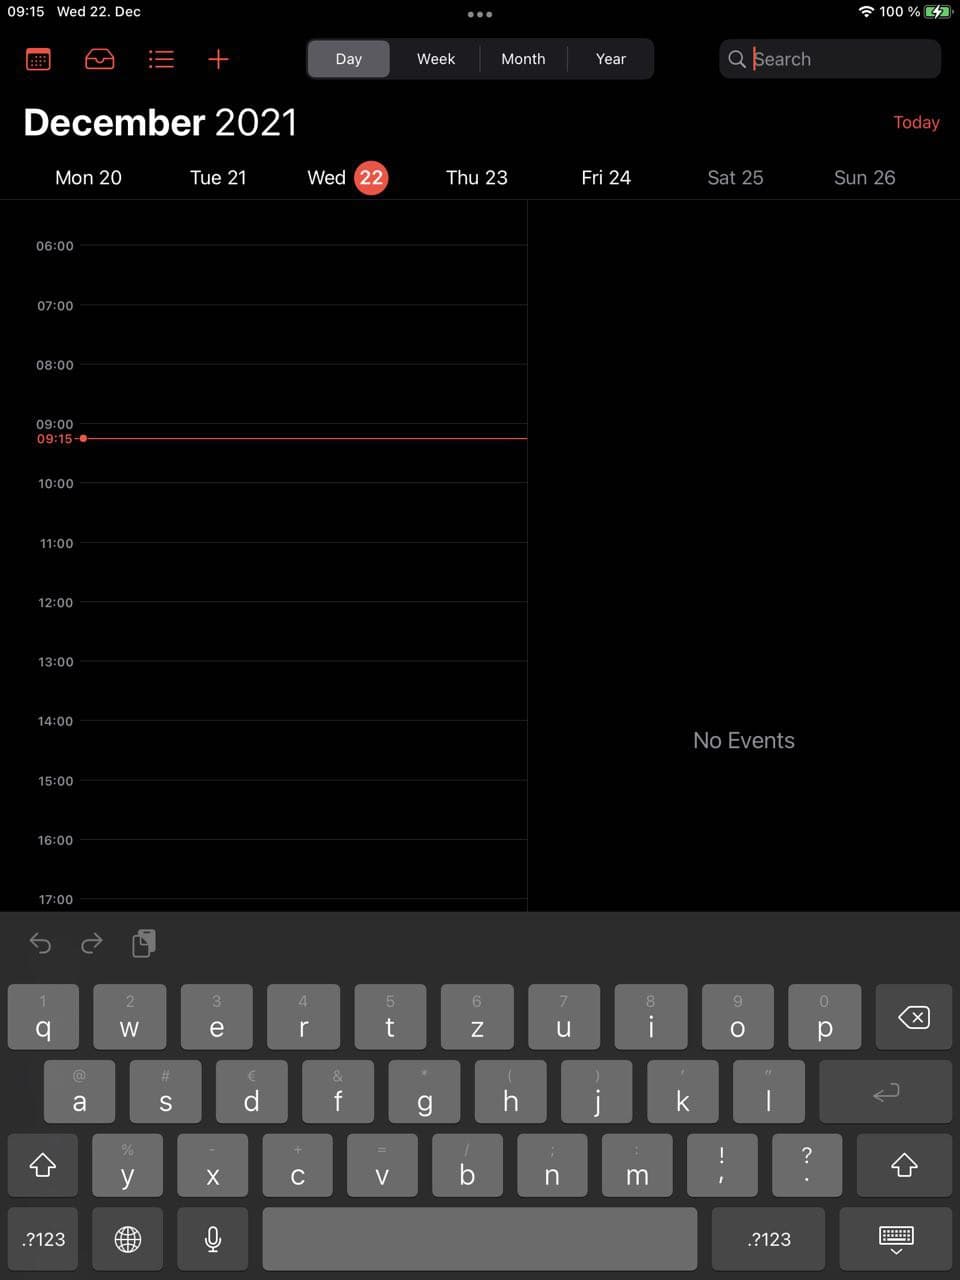 09:15 Wed 22. Dec 100 %
Day Week Month Year Search
December 2021 Today
Mon 20 Tue 21 Wed 22 Thu 23 Fri 24 Sat 25 Sun 26
06:00
07:00
08:00
09:00
09:15
10:00
11:00
12:00
13:00
14:00
No Events
15:00
16:00
17:00
1 2 3 4 5 6 7 8 9 0
q w e r t z u i o p
@ # € & * ( ) ' "
a s d f g h j k l
% - + = / ; : ! ?
y x c v b n m , .
.?123 .?123